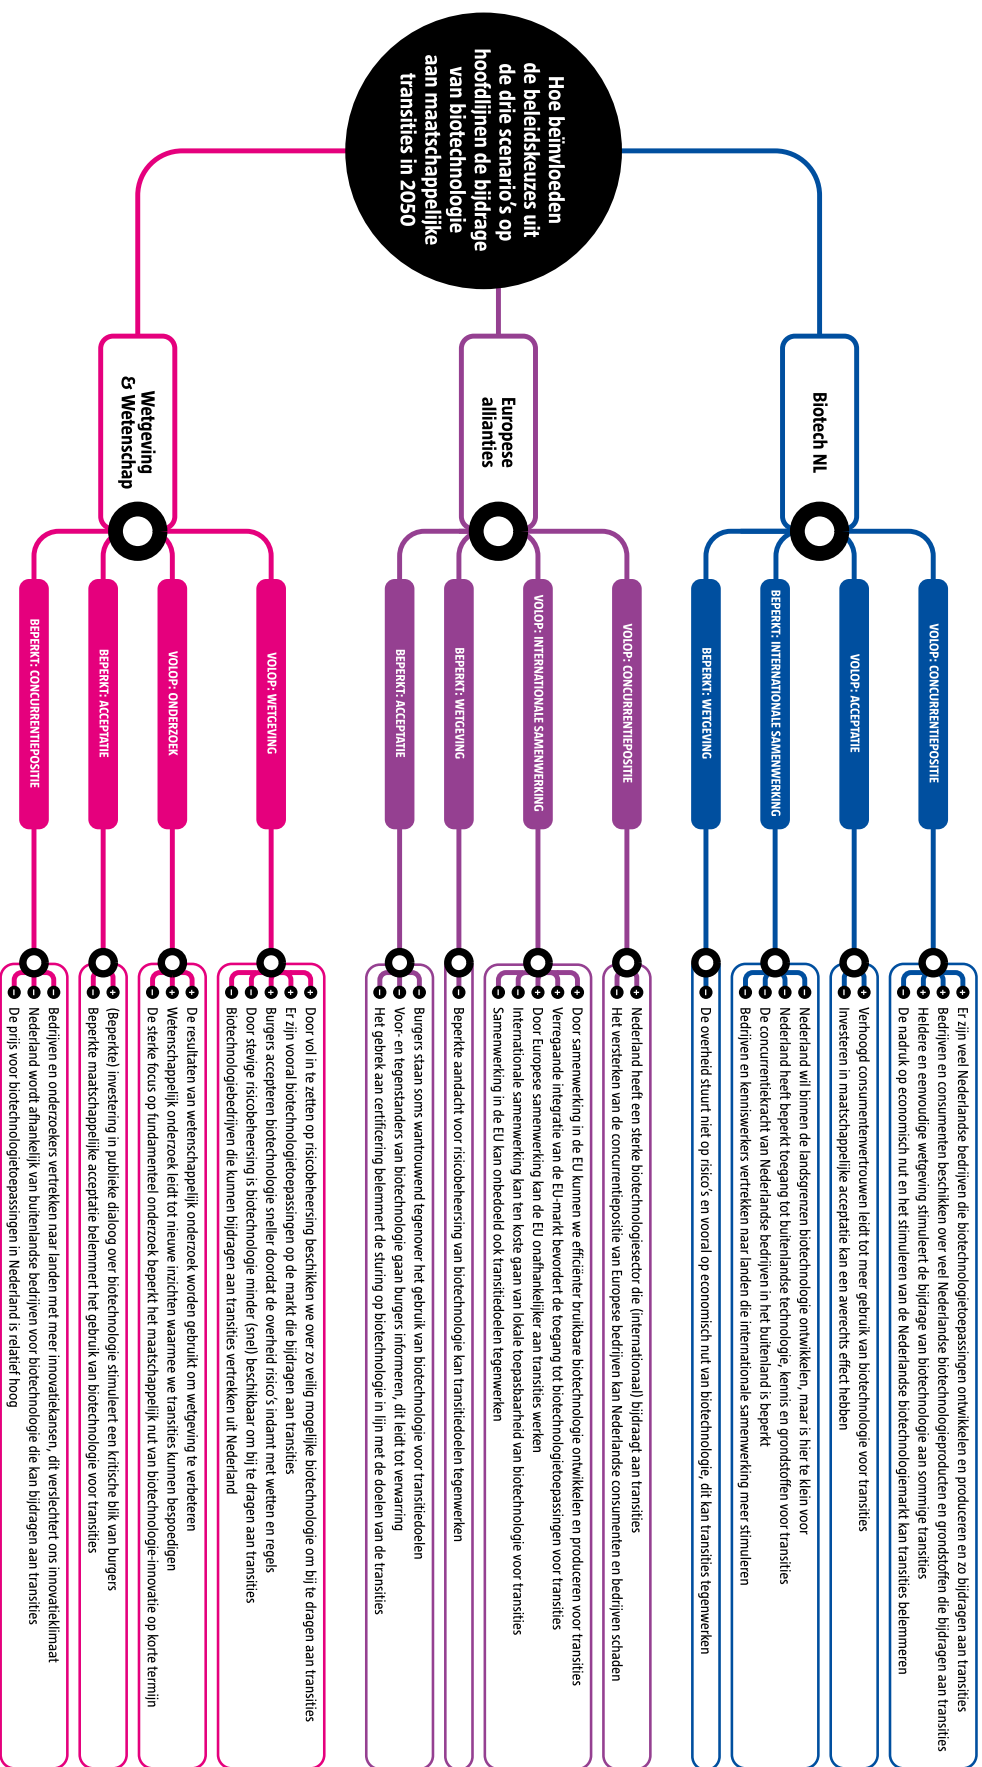 Hoe beïnvloeden
de beleidskeuzes uit
de drie scenario's op
hoofdlijnen de bijdrage
van biotechnologie
aan maatschappelijke
transities in 2050
Biotech NL
VOLOP: CONCURRENTIEPOSITIE
+ Er zijn veel Nederlandse bedrijven die biotechnologietoepassingen ontwikkelen en produceren en zo bijdragen aan transities
+ Bedrijven en consumenten beschikken over veel Nederlandse biotechnologieproducten en grondstoffen die bijdragen aan transities
+ Heldere en eenvoudige wetgeving stimuleert de bijdrage van biotechnologie aan sommige transities
− De nadruk op economisch nut en het stimuleren van de Nederlandse biotechnologiemarkt kan transities belemmeren
VOLOP: ACCEPTATIE
+ Verhoogd consumentenvertrouwen leidt tot meer gebruik van biotechnologie voor transities
− Investeren in maatschappelijke acceptatie kan een averechts effect hebben
BEPERKT: INTERNATIONALE SAMENWERKING
− Nederland wil binnen de landsgrenzen biotechnologie ontwikkelen, maar is hier te klein voor
− Nederland heeft beperkt toegang tot buitenlandse technologie, kennis en grondstoffen voor transities
− De concurrentiekracht van Nederlandse bedrijven in het buitenland is beperkt
− Bedrijven en kenniswerkers vertrekken naar landen die internationale samenwerking meer stimuleren
BEPERKT: WETGEVING
− De overheid stuurt niet op risico's en vooral op economisch nut van biotechnologie, dit kan transities tegenwerken
Europese
allianties
VOLOP: CONCURRENTIEPOSITIE
+ Nederland heeft een sterke biotechnologiesector die (internationaal) bijdraagt aan transities
− Het versterken van de concurrentiepositie van Europese bedrijven kan Nederlandse consumenten en bedrijven schaden
VOLOP: INTERNATIONALE SAMENWERKING
+ Door samenwerking in de EU kunnen we efficiënter bruikbare biotechnologie ontwikkelen en produceren voor transities
+ Verregaande integratie van de EU-markt bevordert de toegang tot biotechnologietoepassingen voor transities
+ Door Europese samenwerking kan de EU onafhankelijker aan transities werken
− Internationale samenwerking kan ten koste gaan van lokale toepasbaarheid van biotechnologie voor transities
− Samenwerking in de EU kan onbedoeld ook transitiedoelen tegenwerken
BEPERKT: WETGEVING
− Beperkte aandacht voor risicobeheersing van biotechnologie kan transitiedoelen tegenwerken
BEPERKT: ACCEPTATIE
− Burgers staan soms wantrouwend tegenover het gebruik van biotechnologie voor transitiedoelen
− Voor- en tegenstanders van biotechnologie gaan burgers informeren, dit leidt tot verwarring
− Het gebrek aan certificering belemmert de sturing op biotechnologie in lijn met de doelen van de transities
Wetgeving
& Wetenschap
VOLOP: WETGEVING
+ Door vol in te zetten op risicobeheersing beschikken we over zo veilig mogelijke biotechnologie om bij te dragen aan transities
+ Er zijn vooral biotechnologietoepassingen op de markt die bijdragen aan transities
+ Burgers accepteren biotechnologie sneller doordat de overheid risico's indamt met wetten en regels
− Door stevige risicobeheersing is biotechnologie minder (snel) beschikbaar om bij te dragen aan transities
− Biotechnologiebedrijven die kunnen bijdragen aan transities vertrekken uit Nederland
VOLOP: ONDERZOEK
+ De resultaten van wetenschappelijk onderzoek worden gebruikt om wetgeving te verbeteren
+ Wetenschappelijk onderzoek leidt tot nieuwe inzichten waarmee we transities kunnen bespoedigen
− De sterke focus op fundamenteel onderzoek beperkt het maatschappelijk nut van biotechnologie-innovatie op korte termijn
BEPERKT: ACCEPTATIE
+ (Beperkte) investering in publieke dialoog over biotechnologie stimuleert een kritische blik van burgers
− Beperkte maatschappelijke acceptatie belemmert het gebruik van biotechnologie voor transities
BEPERKT: CONCURRENTIEPOSITIE
− Bedrijven en onderzoekers vertrekken naar landen met meer innovatiekansen, dit verslechtert ons innovatieklimaat
− Nederland wordt afhankelijk van buitenlandse bedrijven voor biotechnologie die kan bijdragen aan transities
− De prijs voor biotechnologietoepassingen in Nederland is relatief hoog